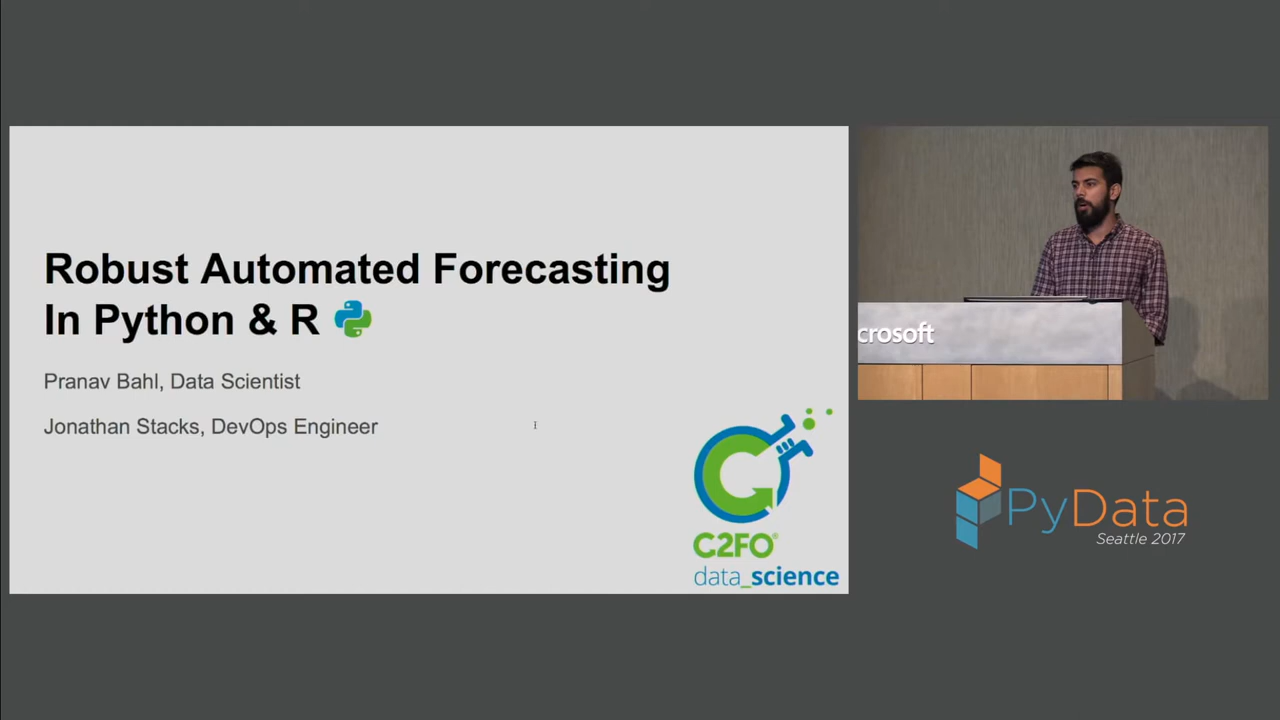 Robust Automated Forecasting
In Python & R
Pranav Bahl, Data Scientist
Jonathan Stacks, DevOps Engineer
C2FO®
data_science
crosoft
PyData
Seattle 2017